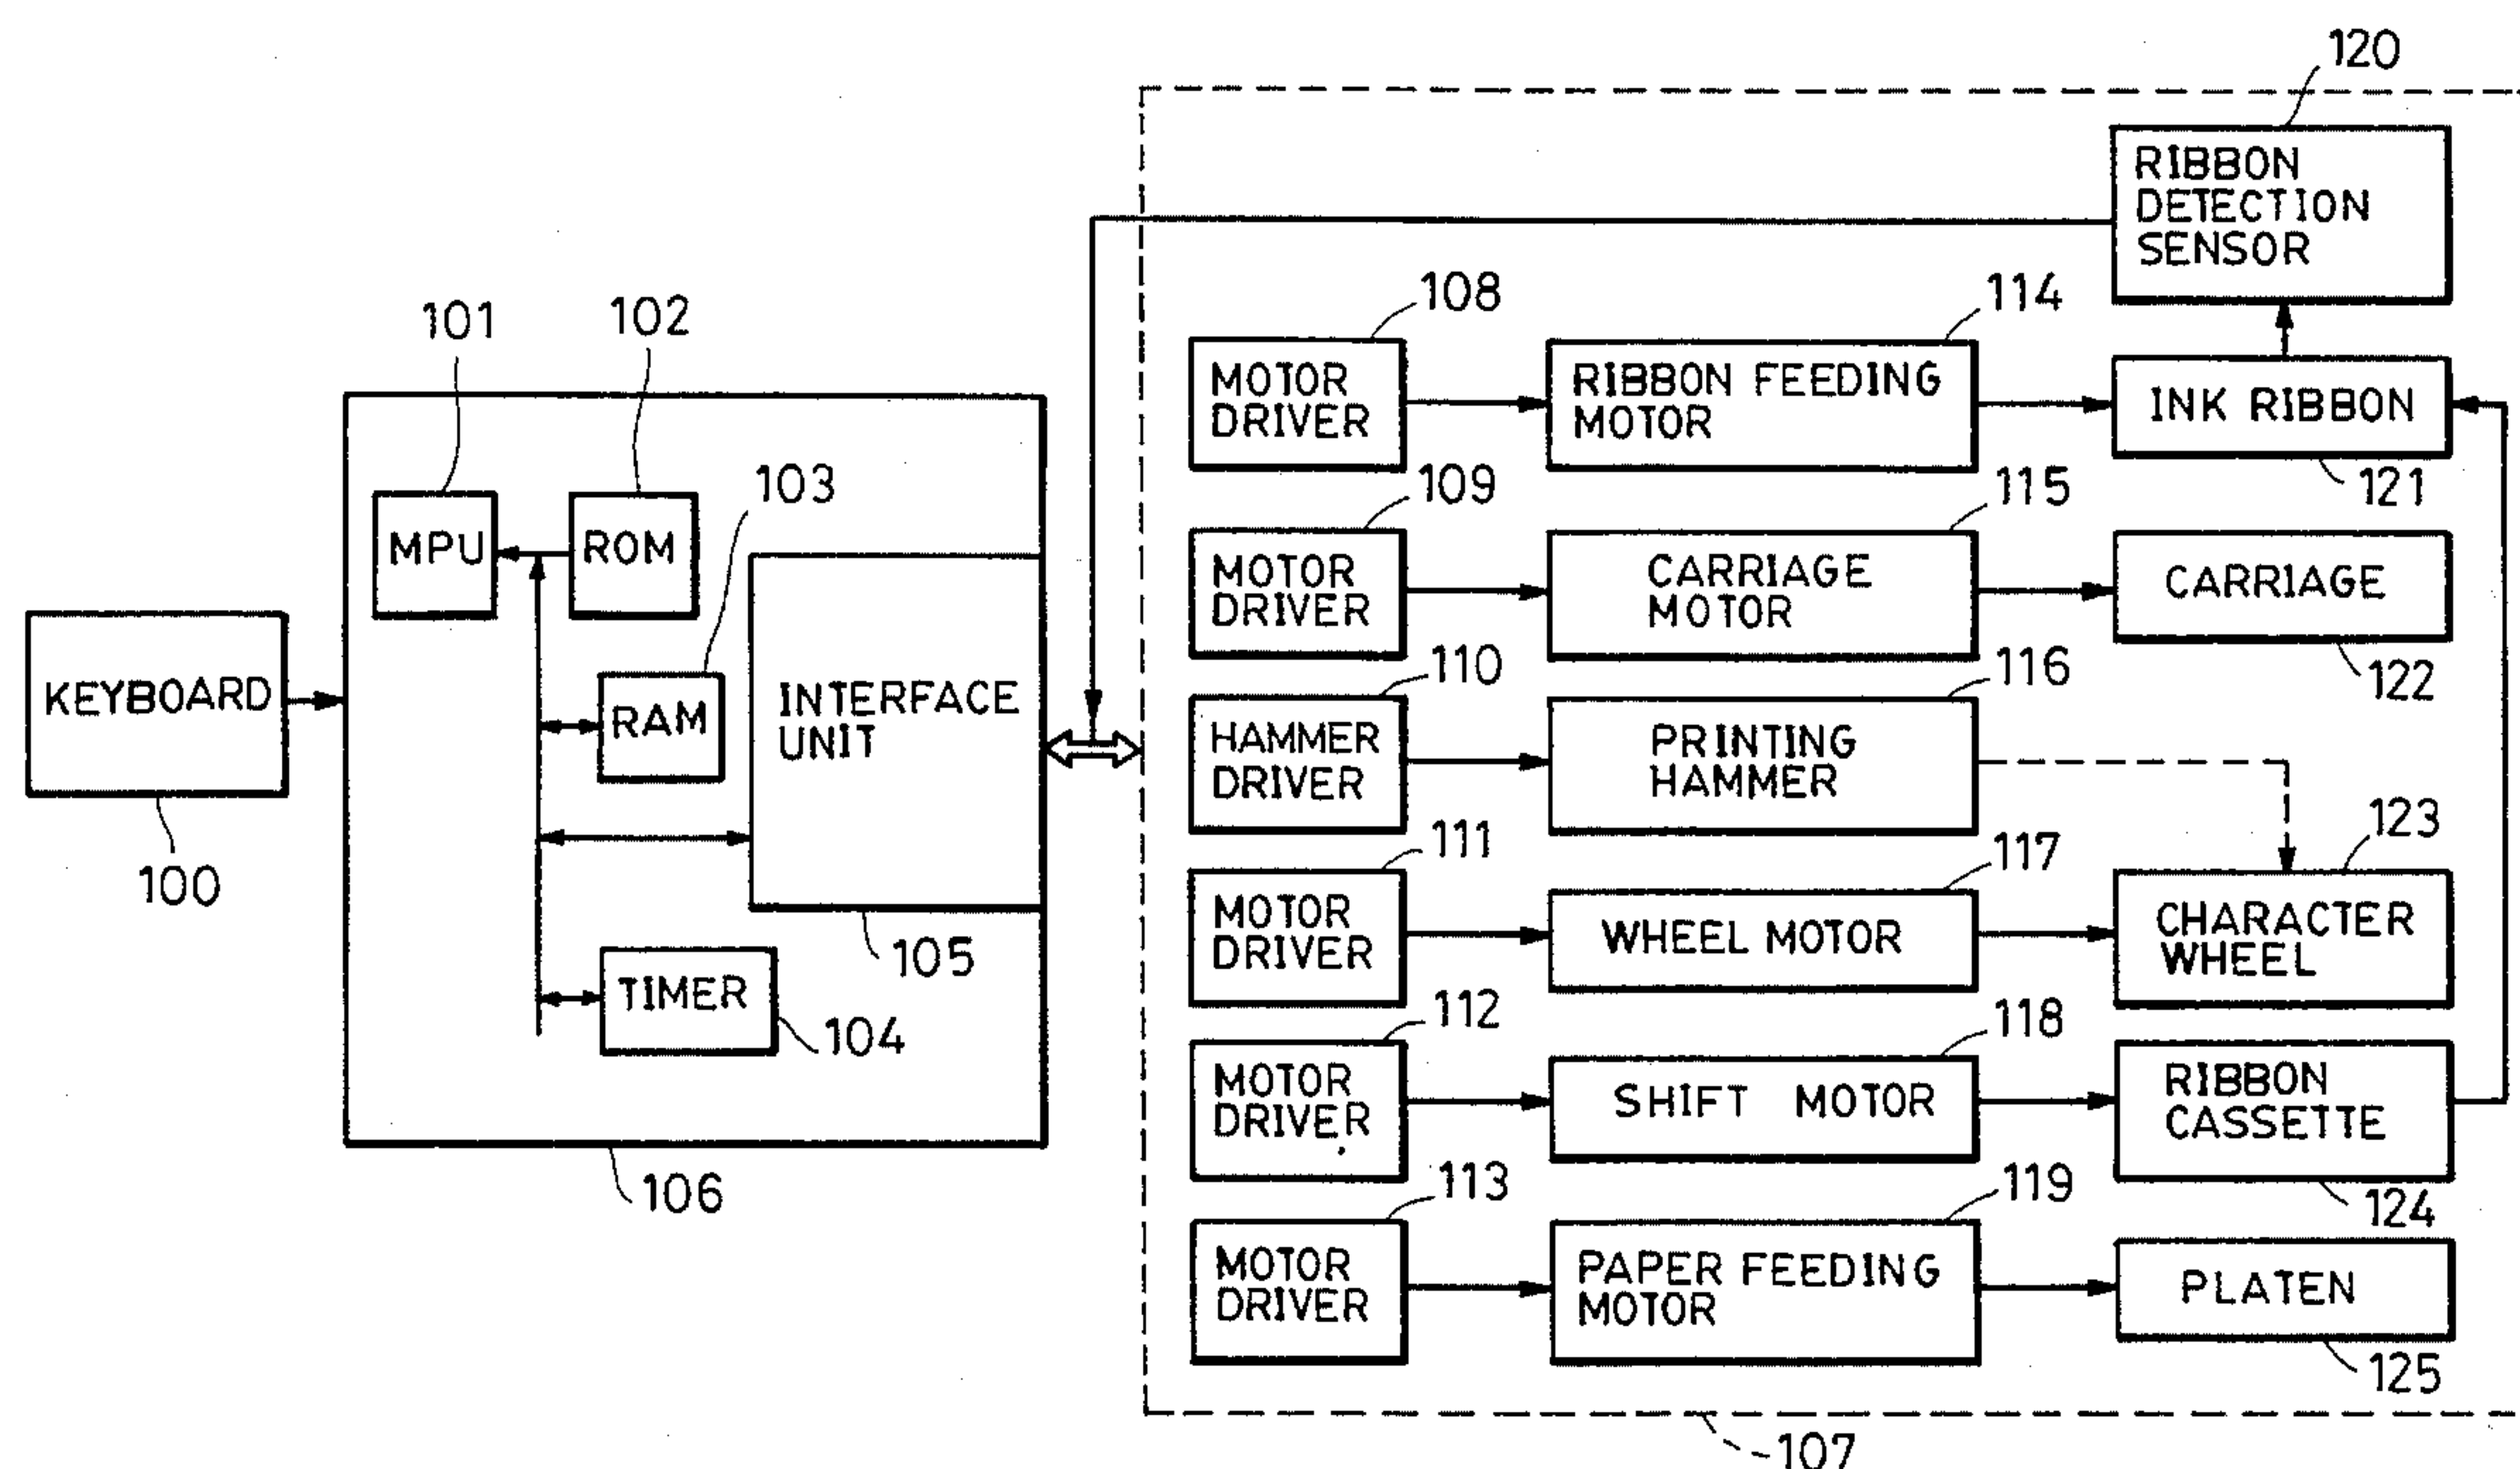 120
RIBBON
DETECTION
SENSOR
108
114
MOTOR
DRIVER
RIBBON FEEDING
MOTOR
INK RIBBON
121
101
102
103
MPU
ROM
109
115
MOTOR
DRIVER
CARRIAGE
MOTOR
CARRIAGE
122
KEYBOARD
100
RAM
INTERFACE
UNIT
105
110
116
HAMMER
DRIVER
PRINTING
HAMMER
111
117
123
MOTOR
DRIVER
WHEEL MOTOR
CHARACTER
WHEEL
TIMER
104
106
112
118
MOTOR
DRIVER
SHIFT MOTOR
RIBBON
CASSETTE
124
113
119
MOTOR
DRIVER
PAPER FEEDING
MOTOR
PLATEN
125
107